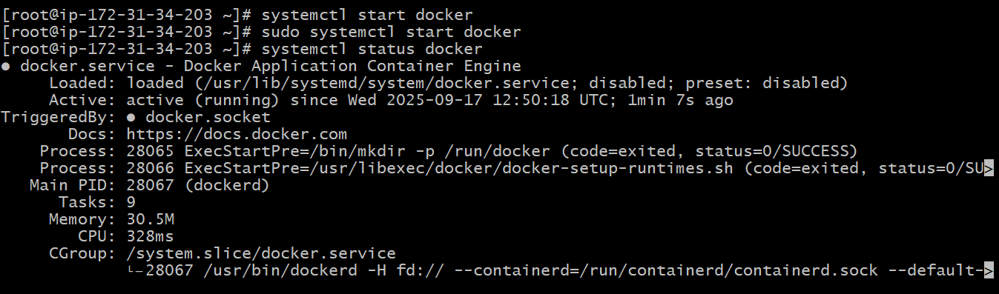 [root@ip-172-31-34-203 ~]# systemctl start docker
[root@ip-172-31-34-203 ~]# sudo systemctl start docker
[root@ip-172-31-34-203 ~]# systemctl status docker
● docker.service - Docker Application Container Engine
     Loaded: loaded (/usr/lib/systemd/system/docker.service; disabled; preset: disabled)
     Active: active (running) since Wed 2025-09-17 12:50:18 UTC; 1min 7s ago
TriggeredBy: ● docker.socket
       Docs: https://docs.docker.com
    Process: 28065 ExecStartPre=/bin/mkdir -p /run/docker (code=exited, status=0/SUCCESS)
    Process: 28066 ExecStartPre=/usr/libexec/docker/docker-setup-runtimes.sh (code=exited, status=0/SU>
   Main PID: 28067 (dockerd)
      Tasks: 9
     Memory: 30.5M
        CPU: 328ms
     CGroup: /system.slice/docker.service
             └─28067 /usr/bin/dockerd -H fd:// --containerd=/run/containerd/containerd.sock --default->